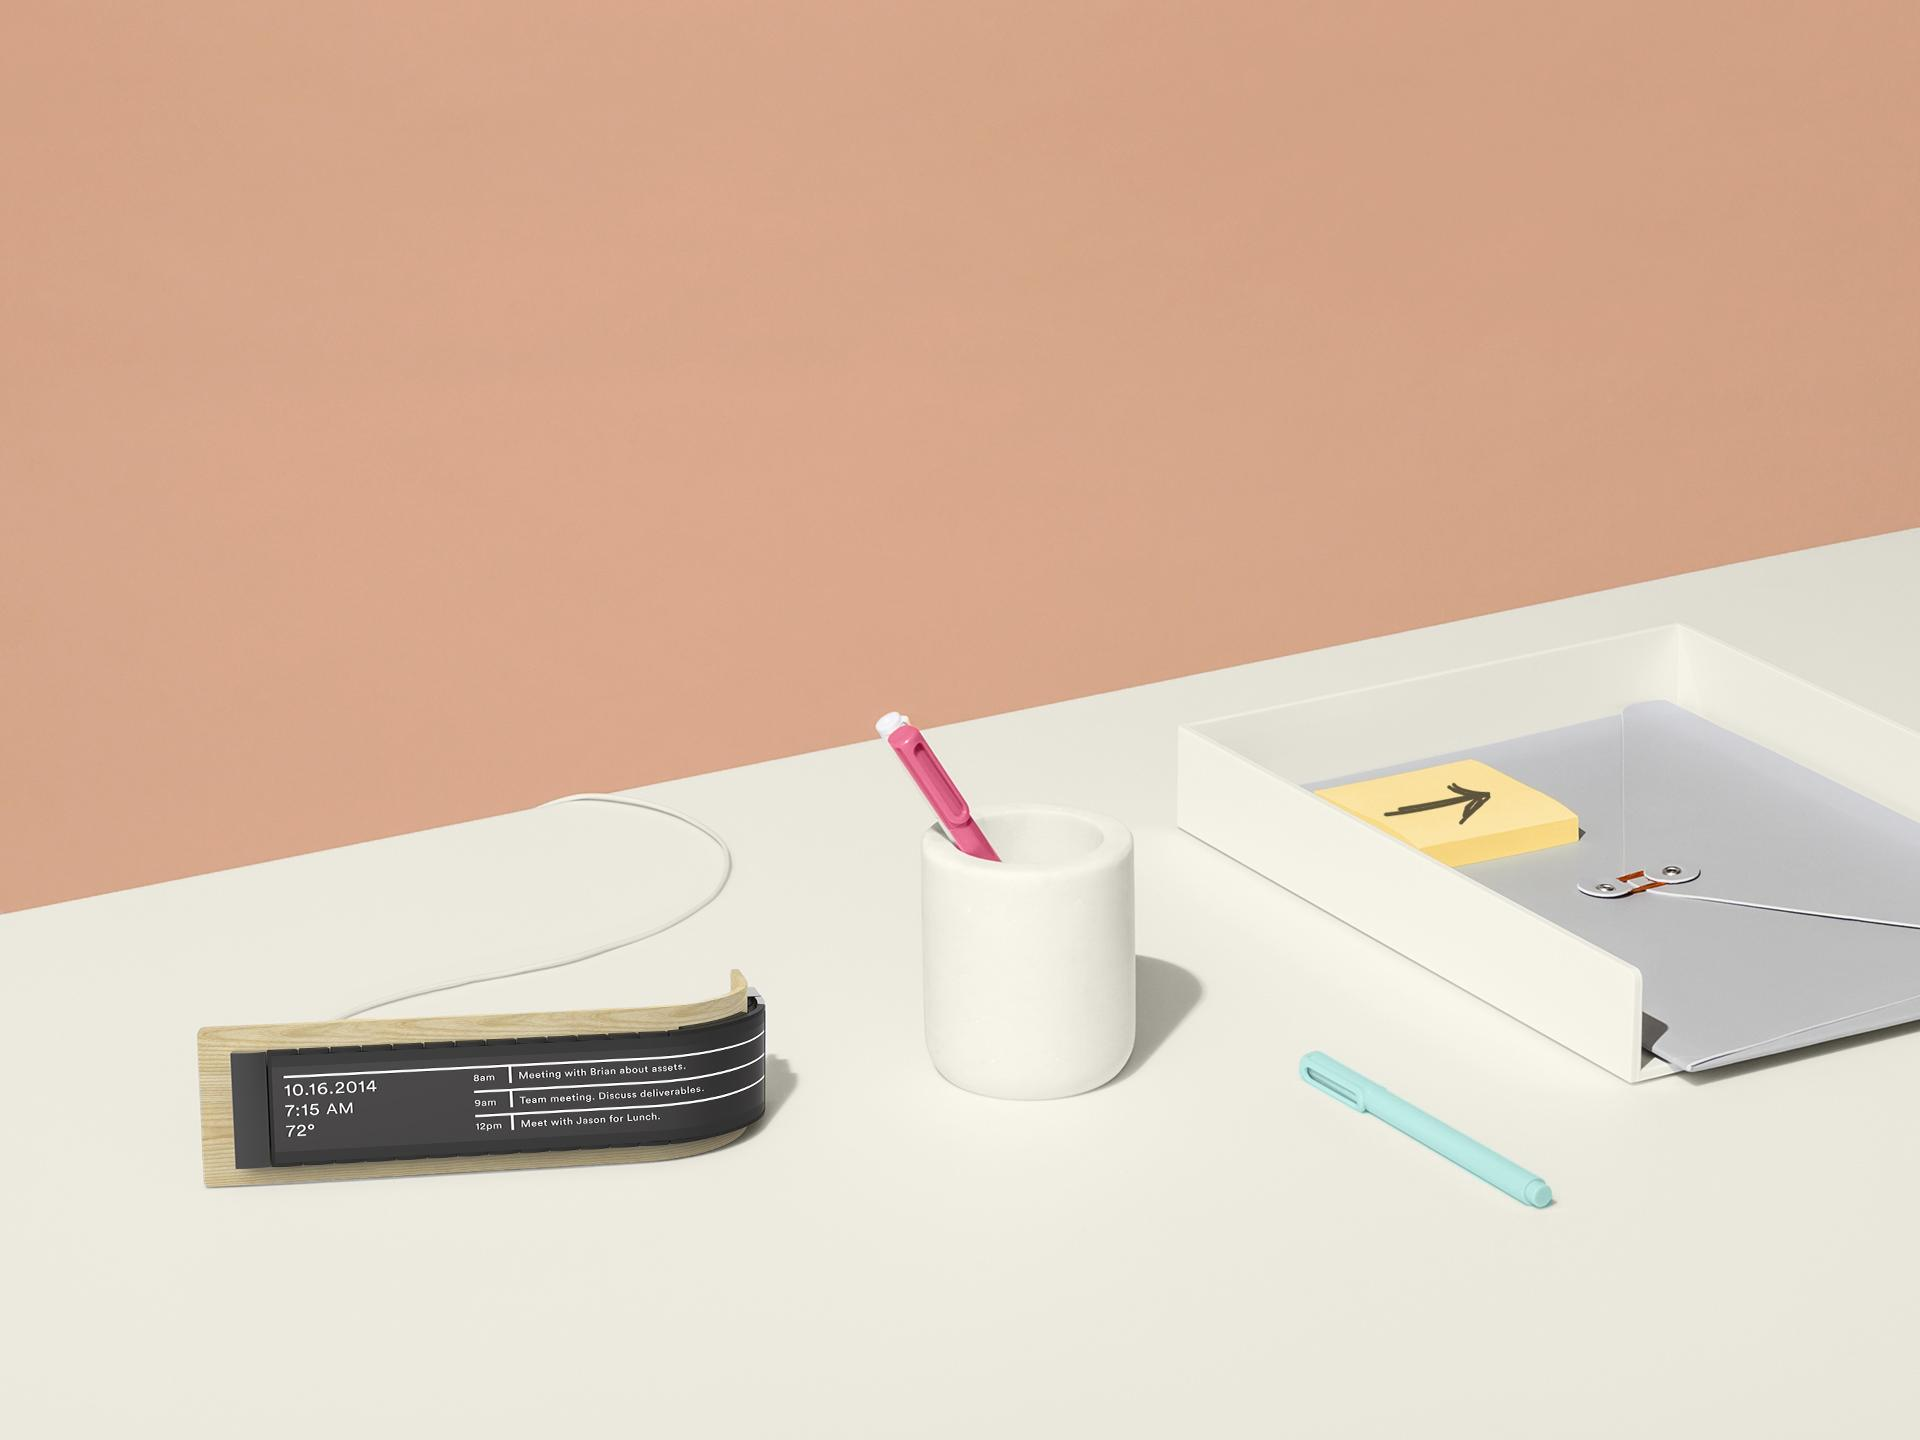 10.16.2014
7:15 AM
72°
8am Meeting with Brian about assets.
9am Team meeting. Discuss deliverables.
12pm Meet with Jason for Lunch.